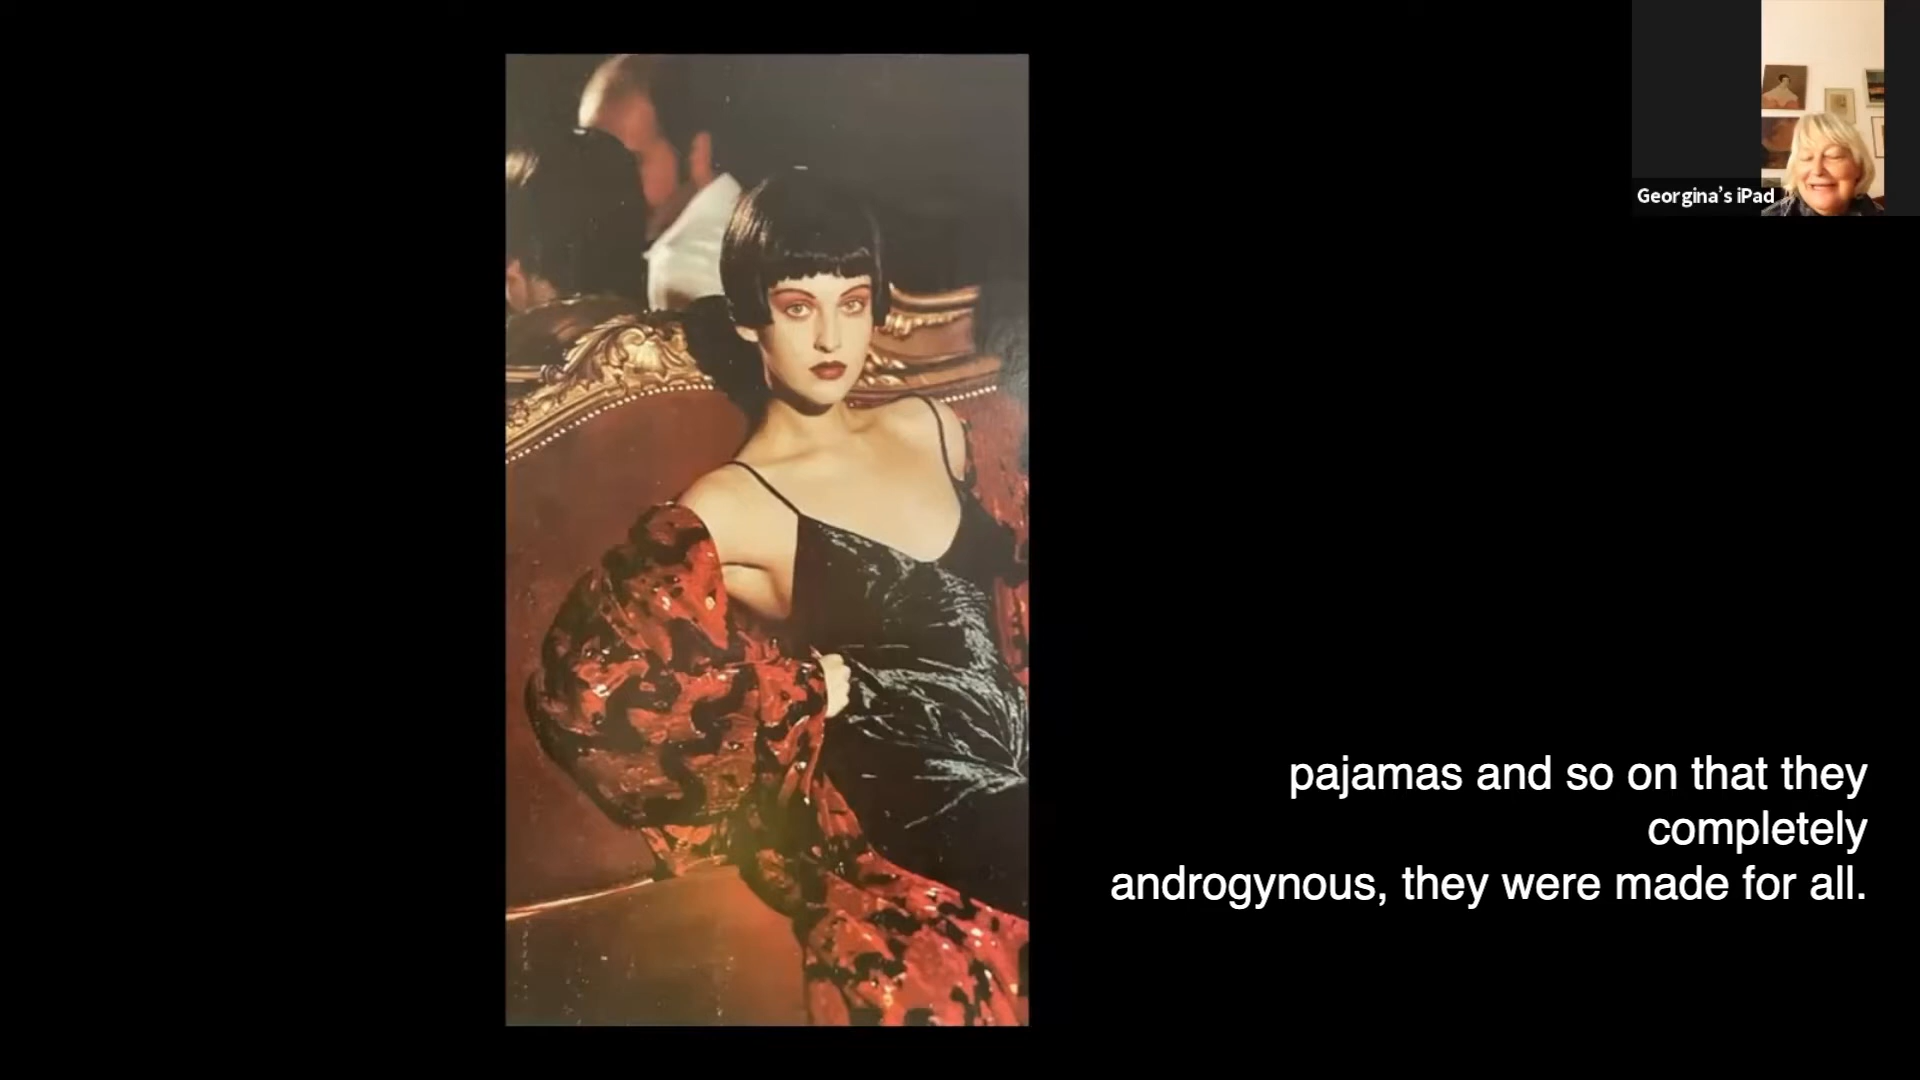 Georgina's iPad
pajamas and so on that they
completely
androgynous, they were made for all.